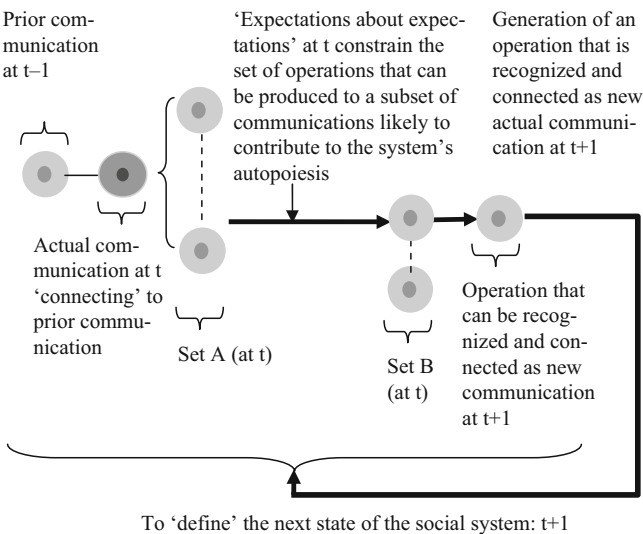 Prior com-
munication
at t–1
‘Expectations about expec-
tations’ at t constrain the
set of operations that can
be produced to a subset of
communications likely to
contribute to the system’s
autopoiesis
Generation of an
operation that is
recognized and
connected as new
actual communi-
cation at t+1
Actual com-
munication at t
‘connecting’ to
prior commu-
nication
Set A (at t)
Set B
(at t)
Operation that
can be recog-
nized and con-
nected as new
communication
at t+1
To ‘define’ the next state of the social system: t+1